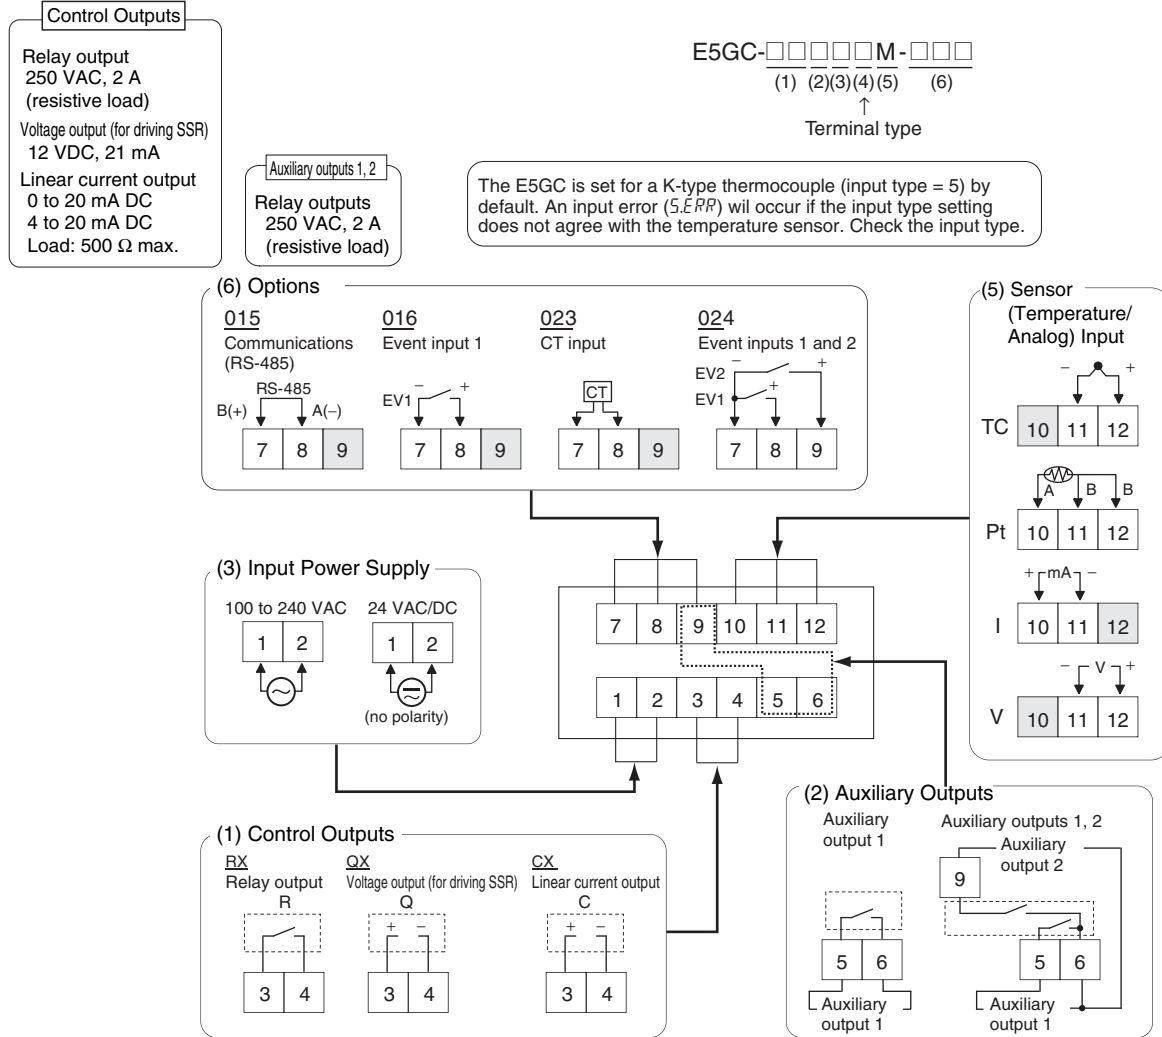 Control Outputs
Relay output
250 VAC, 2 A
(resistive load)
Voltage output (for driving SSR)
12 VDC, 21 mA
Linear current output
0 to 20 mA DC
4 to 20 mA DC
Load: 500 Ω max.
Auxiliary outputs 1, 2
Relay outputs
250 VAC, 2 A
(resistive load)
E5GC-□□□□□M-□□□
(1) (2)(3)(4)(5) (6)
↑
Terminal type
The E5GC is set for a K-type thermocouple (input type = 5) by
default. An input error (S.ERR) wil occur if the input type setting
does not agree with the temperature sensor. Check the input type.
(6) Options
015
Communications
(RS-485)
RS-485
B(+) A(−)
7 8 9
016
Event input 1
− +
EV1
7 8 9
023
CT input
CT
7 8 9
024
Event inputs 1 and 2
− +
EV2
+
EV1
7 8 9
(5) Sensor
(Temperature/
Analog) Input
− +
TC 10 11 12
A B B
Pt 10 11 12
+ mA −
I 10 11 12
− V +
V 10 11 12
(3) Input Power Supply
100 to 240 VAC
1 2
24 VAC/DC
1 2
(no polarity)
7 8 9 10 11 12
1 2 3 4 5 6
(1) Control Outputs
RX
Relay output
R
3 4
QX
Voltage output (for driving SSR)
Q
+ −
3 4
CX
Linear current output
C
+ −
3 4
(2) Auxiliary Outputs
Auxiliary
output 1
5 6
Auxiliary
output 1
Auxiliary outputs 1, 2
Auxiliary
output 2
9
5 6
Auxiliary
output 1